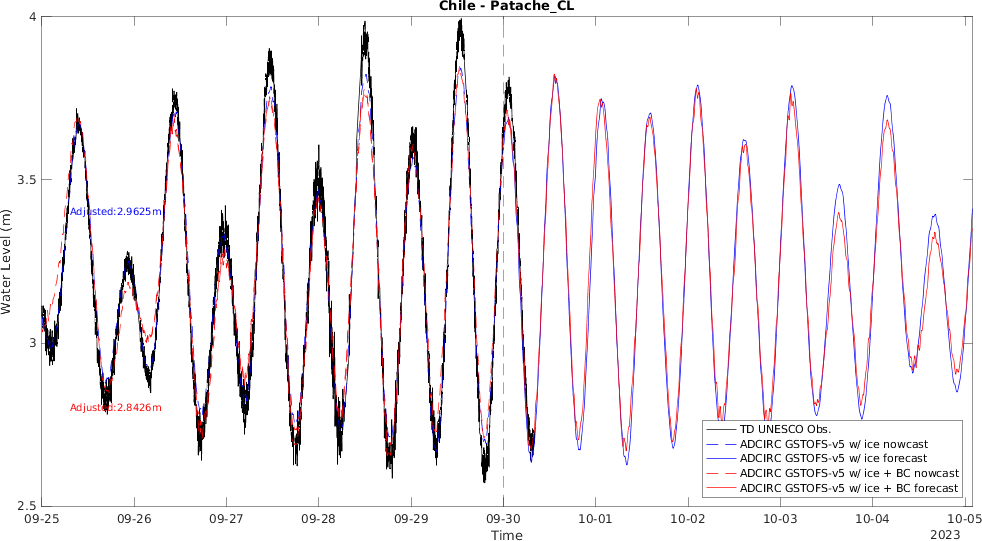 Chile - Patache_CL
4
3.5
3
2.5
Water Level (m)
Adjusted:2.9625m
Adjusted:2.8426m
TD UNESCO Obs.
ADCIRC GSTOFS-v5 w/ ice nowcast
ADCIRC GSTOFS-v5 w/ ice forecast
ADCIRC GSTOFS-v5 w/ ice + BC nowcast
ADCIRC GSTOFS-v5 w/ ice + BC forecast
09-25 09-26 09-27 09-28 09-29 09-30 10-01 10-02 10-03 10-04 10-05
Time
2023